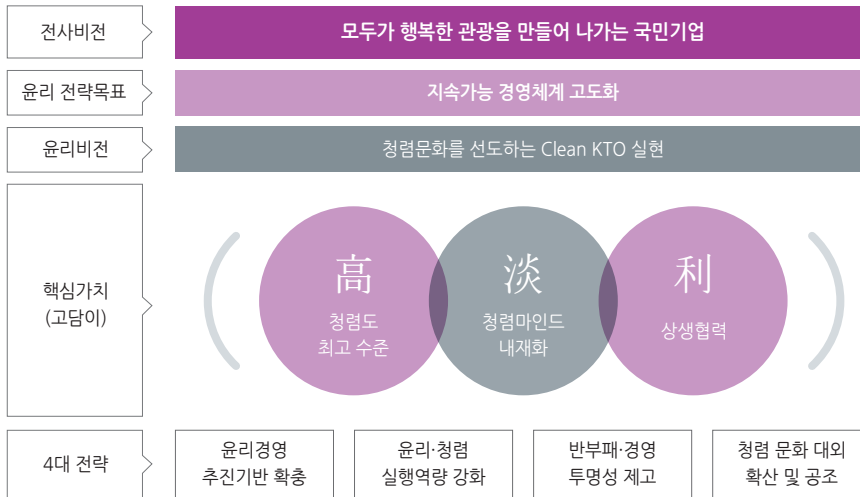 전사비전
모두가 행복한 관광을 만들어 나가는 국민기업
윤리 전략목표
지속가능 경영체계 고도화
윤리비전
청렴문화를 선도하는 Clean KTO 실현
핵심가치
(고담이)
高
청렴도
최고 수준
淡
청렴마인드
내재화
利
상생협력
4대 전략
윤리경영
추진기반 확충
윤리·청렴
실행역량 강화
반부패·경영
투명성 제고
청렴 문화 대외
확산 및 공조